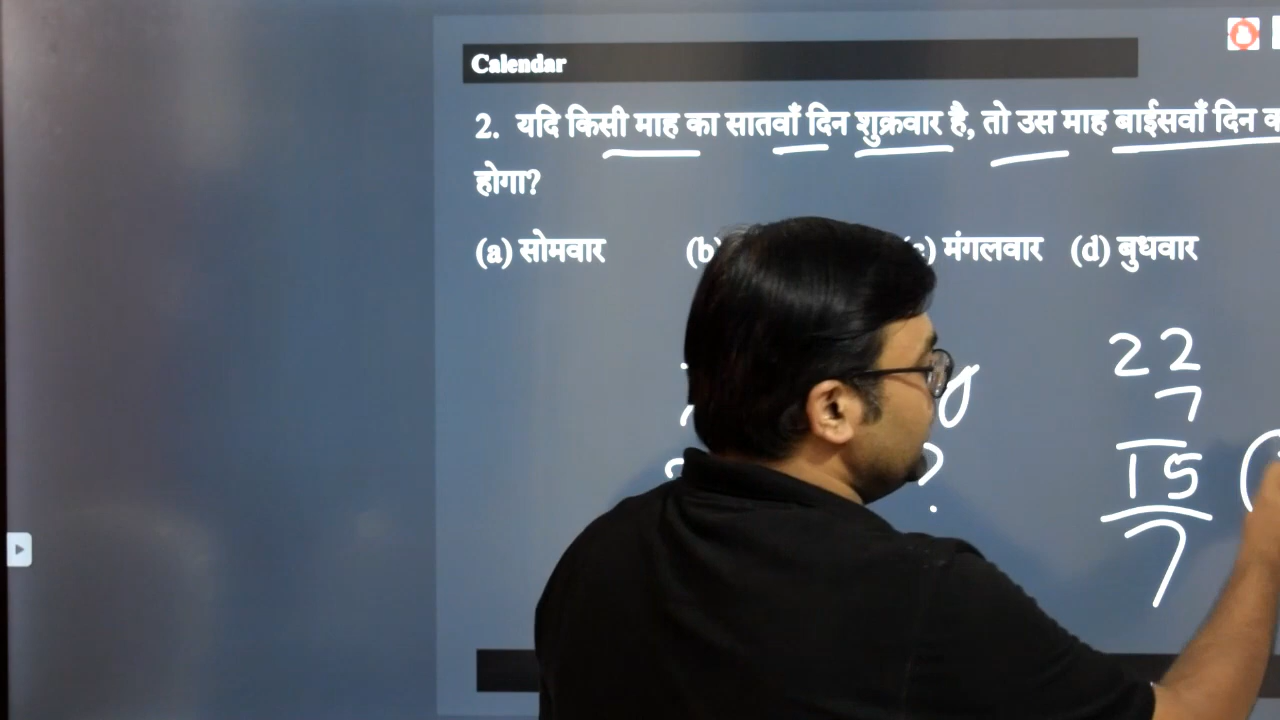 Calendar
2. यदि किसी माह का सातवाँ दिन शुक्रवार है, तो उस माह बाईसवाँ दिन
होगा?
(a) सोमवार (b) (c) मंगलवार (d) बुधवार
22
7
?
15
7